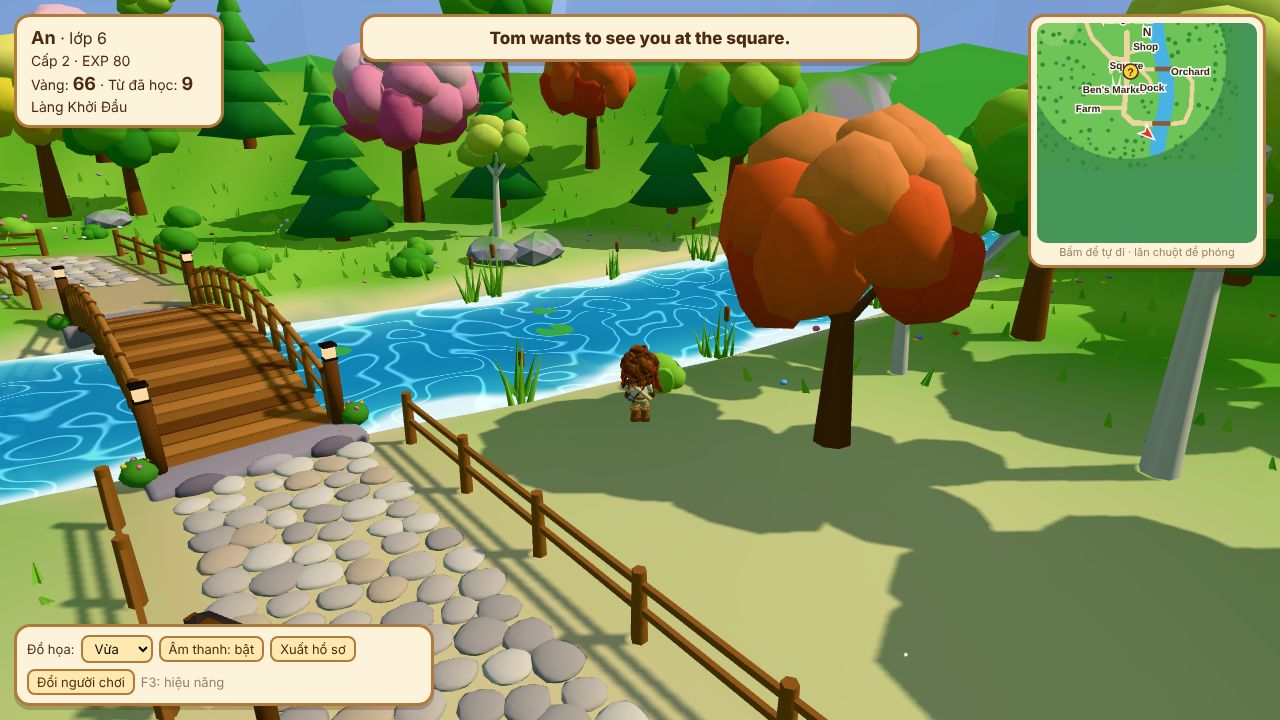 An · lớp 6
Cấp 2 · EXP 80
Vàng: 66 · Từ đã học: 9
Làng Khởi Đầu
Tom wants to see you at the square.
N
Shop
Square
?
Orchard
Ben's Marke
Dock
Farm
Bấm để tự đi · lăn chuột để phóng
Đồ họa: Vừa Âm thanh: bật Xuất hồ sơ
Đổi người chơi F3: hiệu năng